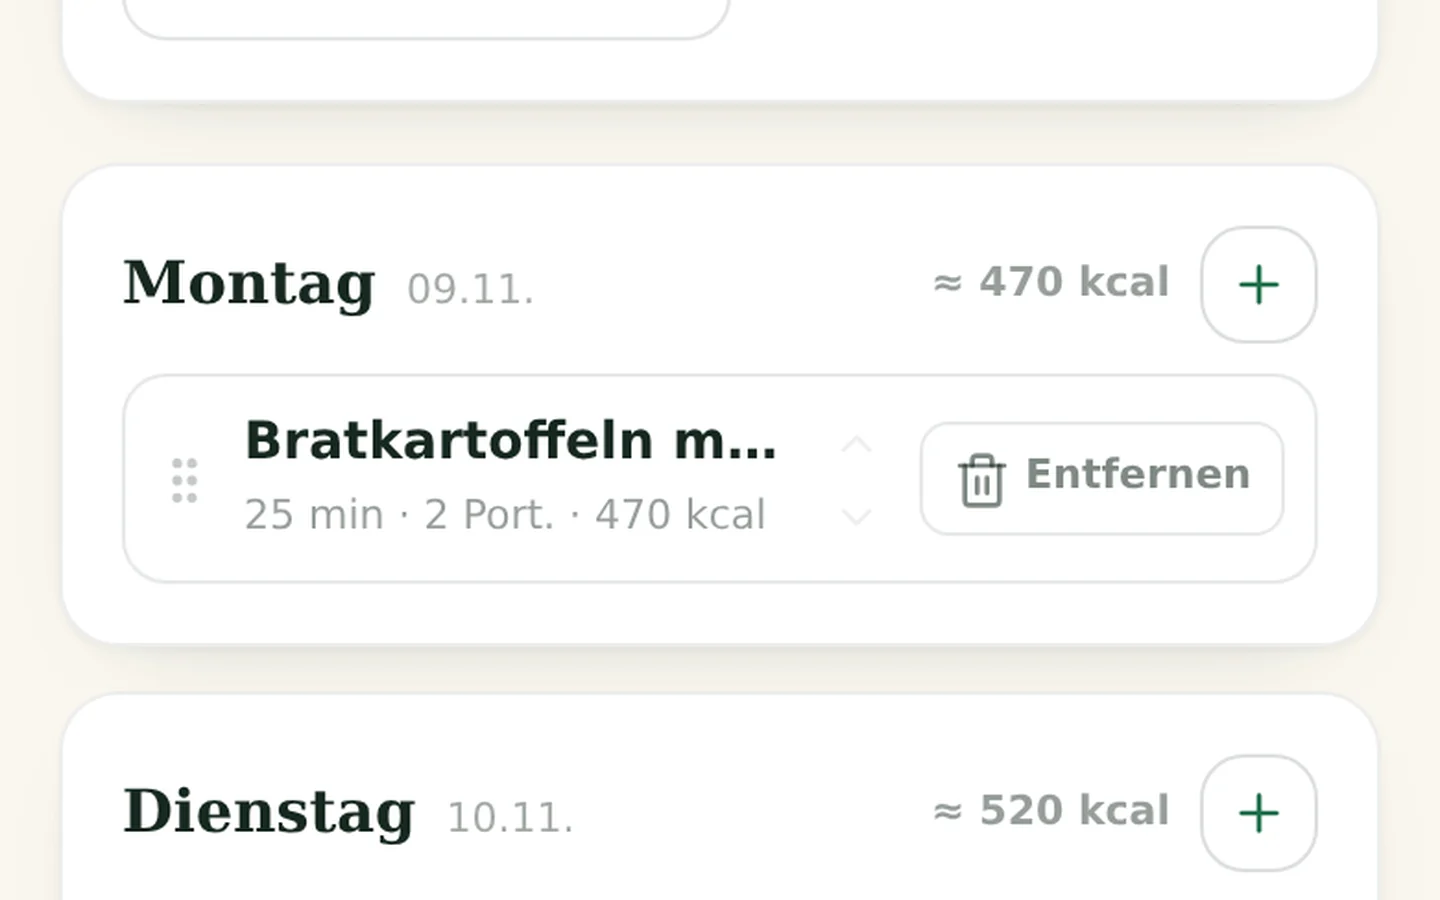 Montag 09.11. ≈ 470 kcal
Bratkartoffeln m...
25 min · 2 Port. · 470 kcal
Entfernen
Dienstag 10.11. ≈ 520 kcal